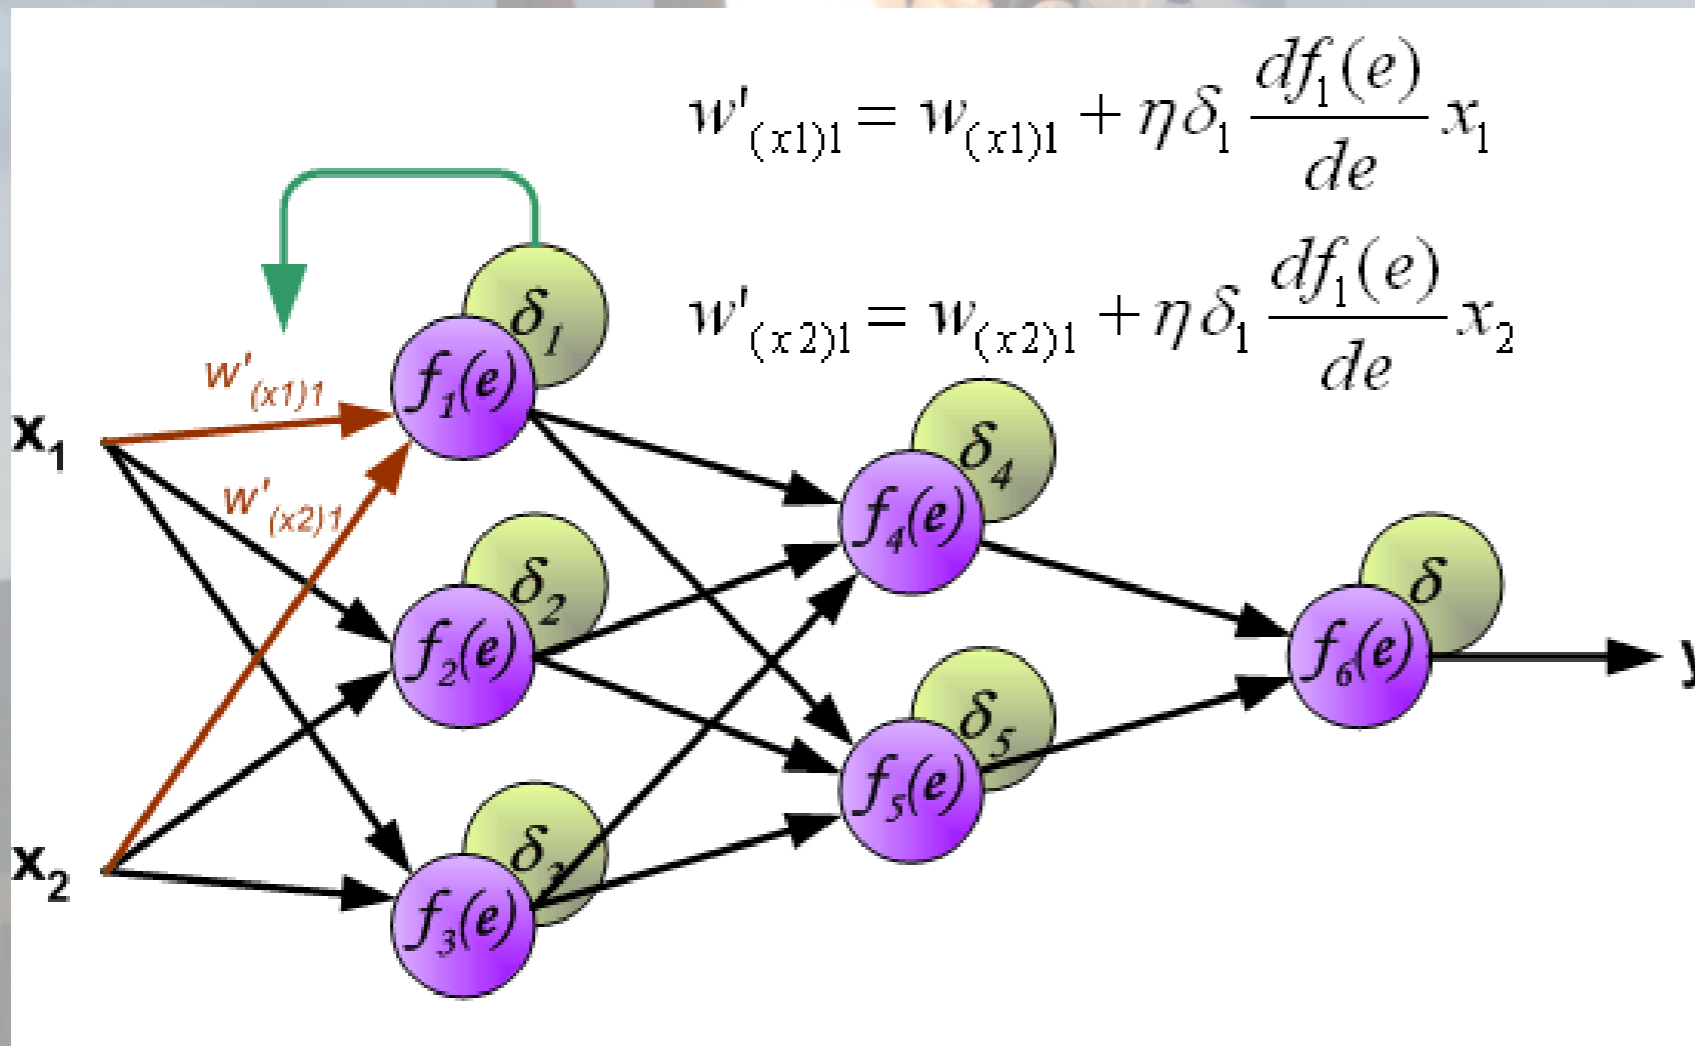 w'(x1)1 = w(x1)1 + ηδ1 df1(e)/de x1
w'(x2)1 = w(x2)1 + ηδ1 df1(e)/de x2
δ1
f1(e)
w'(x1)1
x1
w'(x2)1
δ4
f4(e)
δ2
f2(e)
δ
f6(e)
y
δ5
f5(e)
δ3
x2
f3(e)